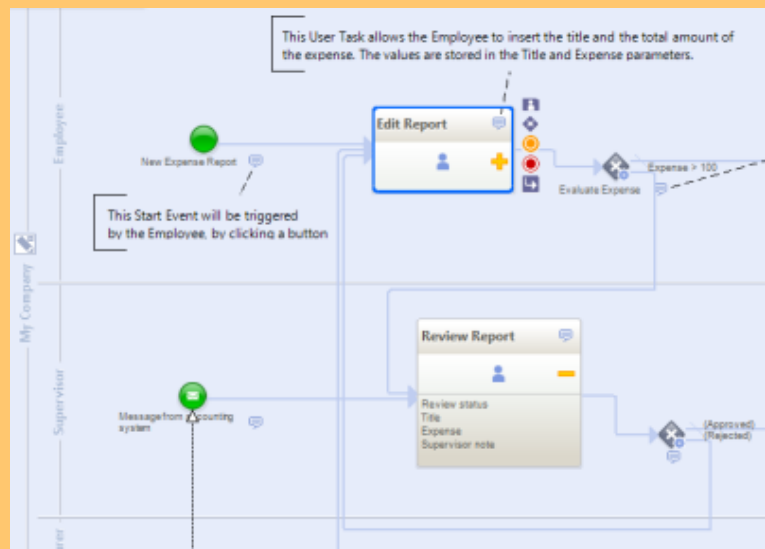 This User Task allows the Employee to insert the title and the total amount of
the expense. The values are stored in the Title and Expense parameters.
Employee
Edit Report
New Expense Report
Expense > 100
Evaluate Expense
This Start Event will be triggered
by the Employee, by clicking a button
My Company
Supervisor
Review Report
Message from accounting
system
Review status
Title
Expense
Supervisor note
(Approved)
(Rejected)